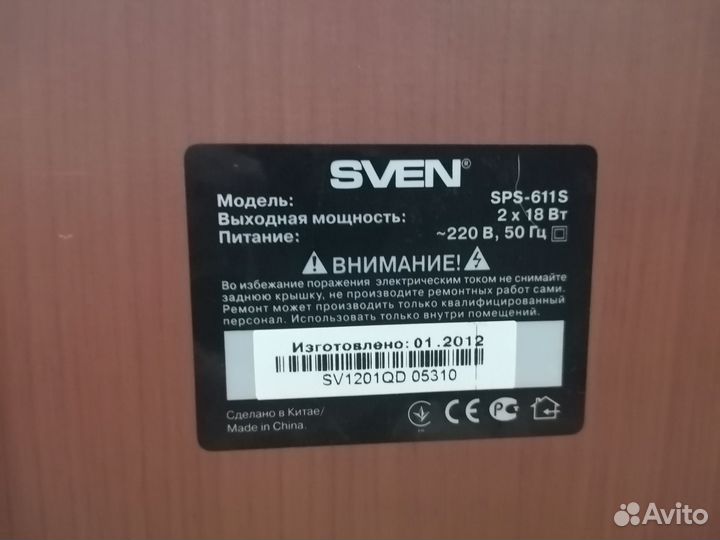 SVEN®
Модель: SPS-611S
Выходная мощность: 2 x 18 Вт
Питание: ~220 В, 50 Гц
ВНИМАНИЕ!
Во избежание поражения электрическим током не снимайте
заднюю крышку, не производите ремонтных работ сами.
Ремонт может производить только квалифицированный
персонал. Использовать только внутри помещений.
Изготовлено: 01.2012
SV1201QD 05310
Сделано в Китае/
Made in China.
CE
Avito